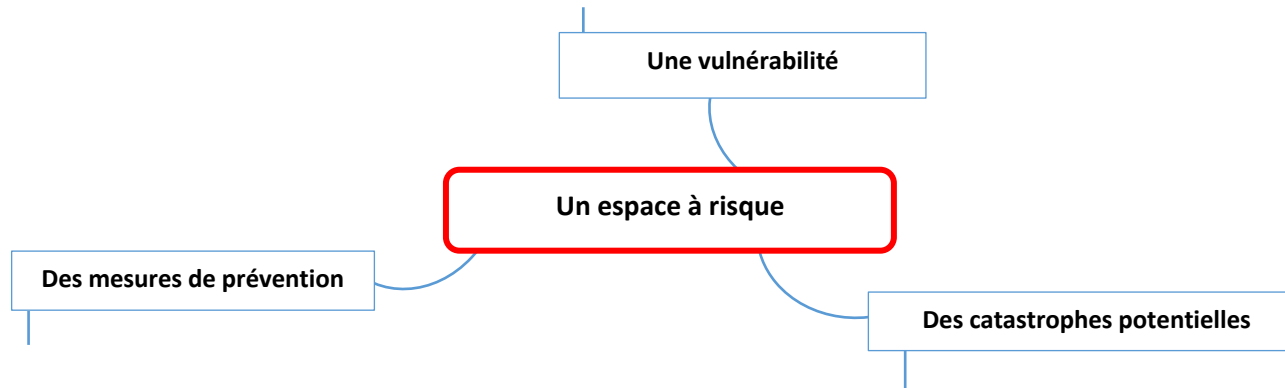 Une vulnérabilité
Un espace à risque
Des mesures de prévention
Des catastrophes potentielles